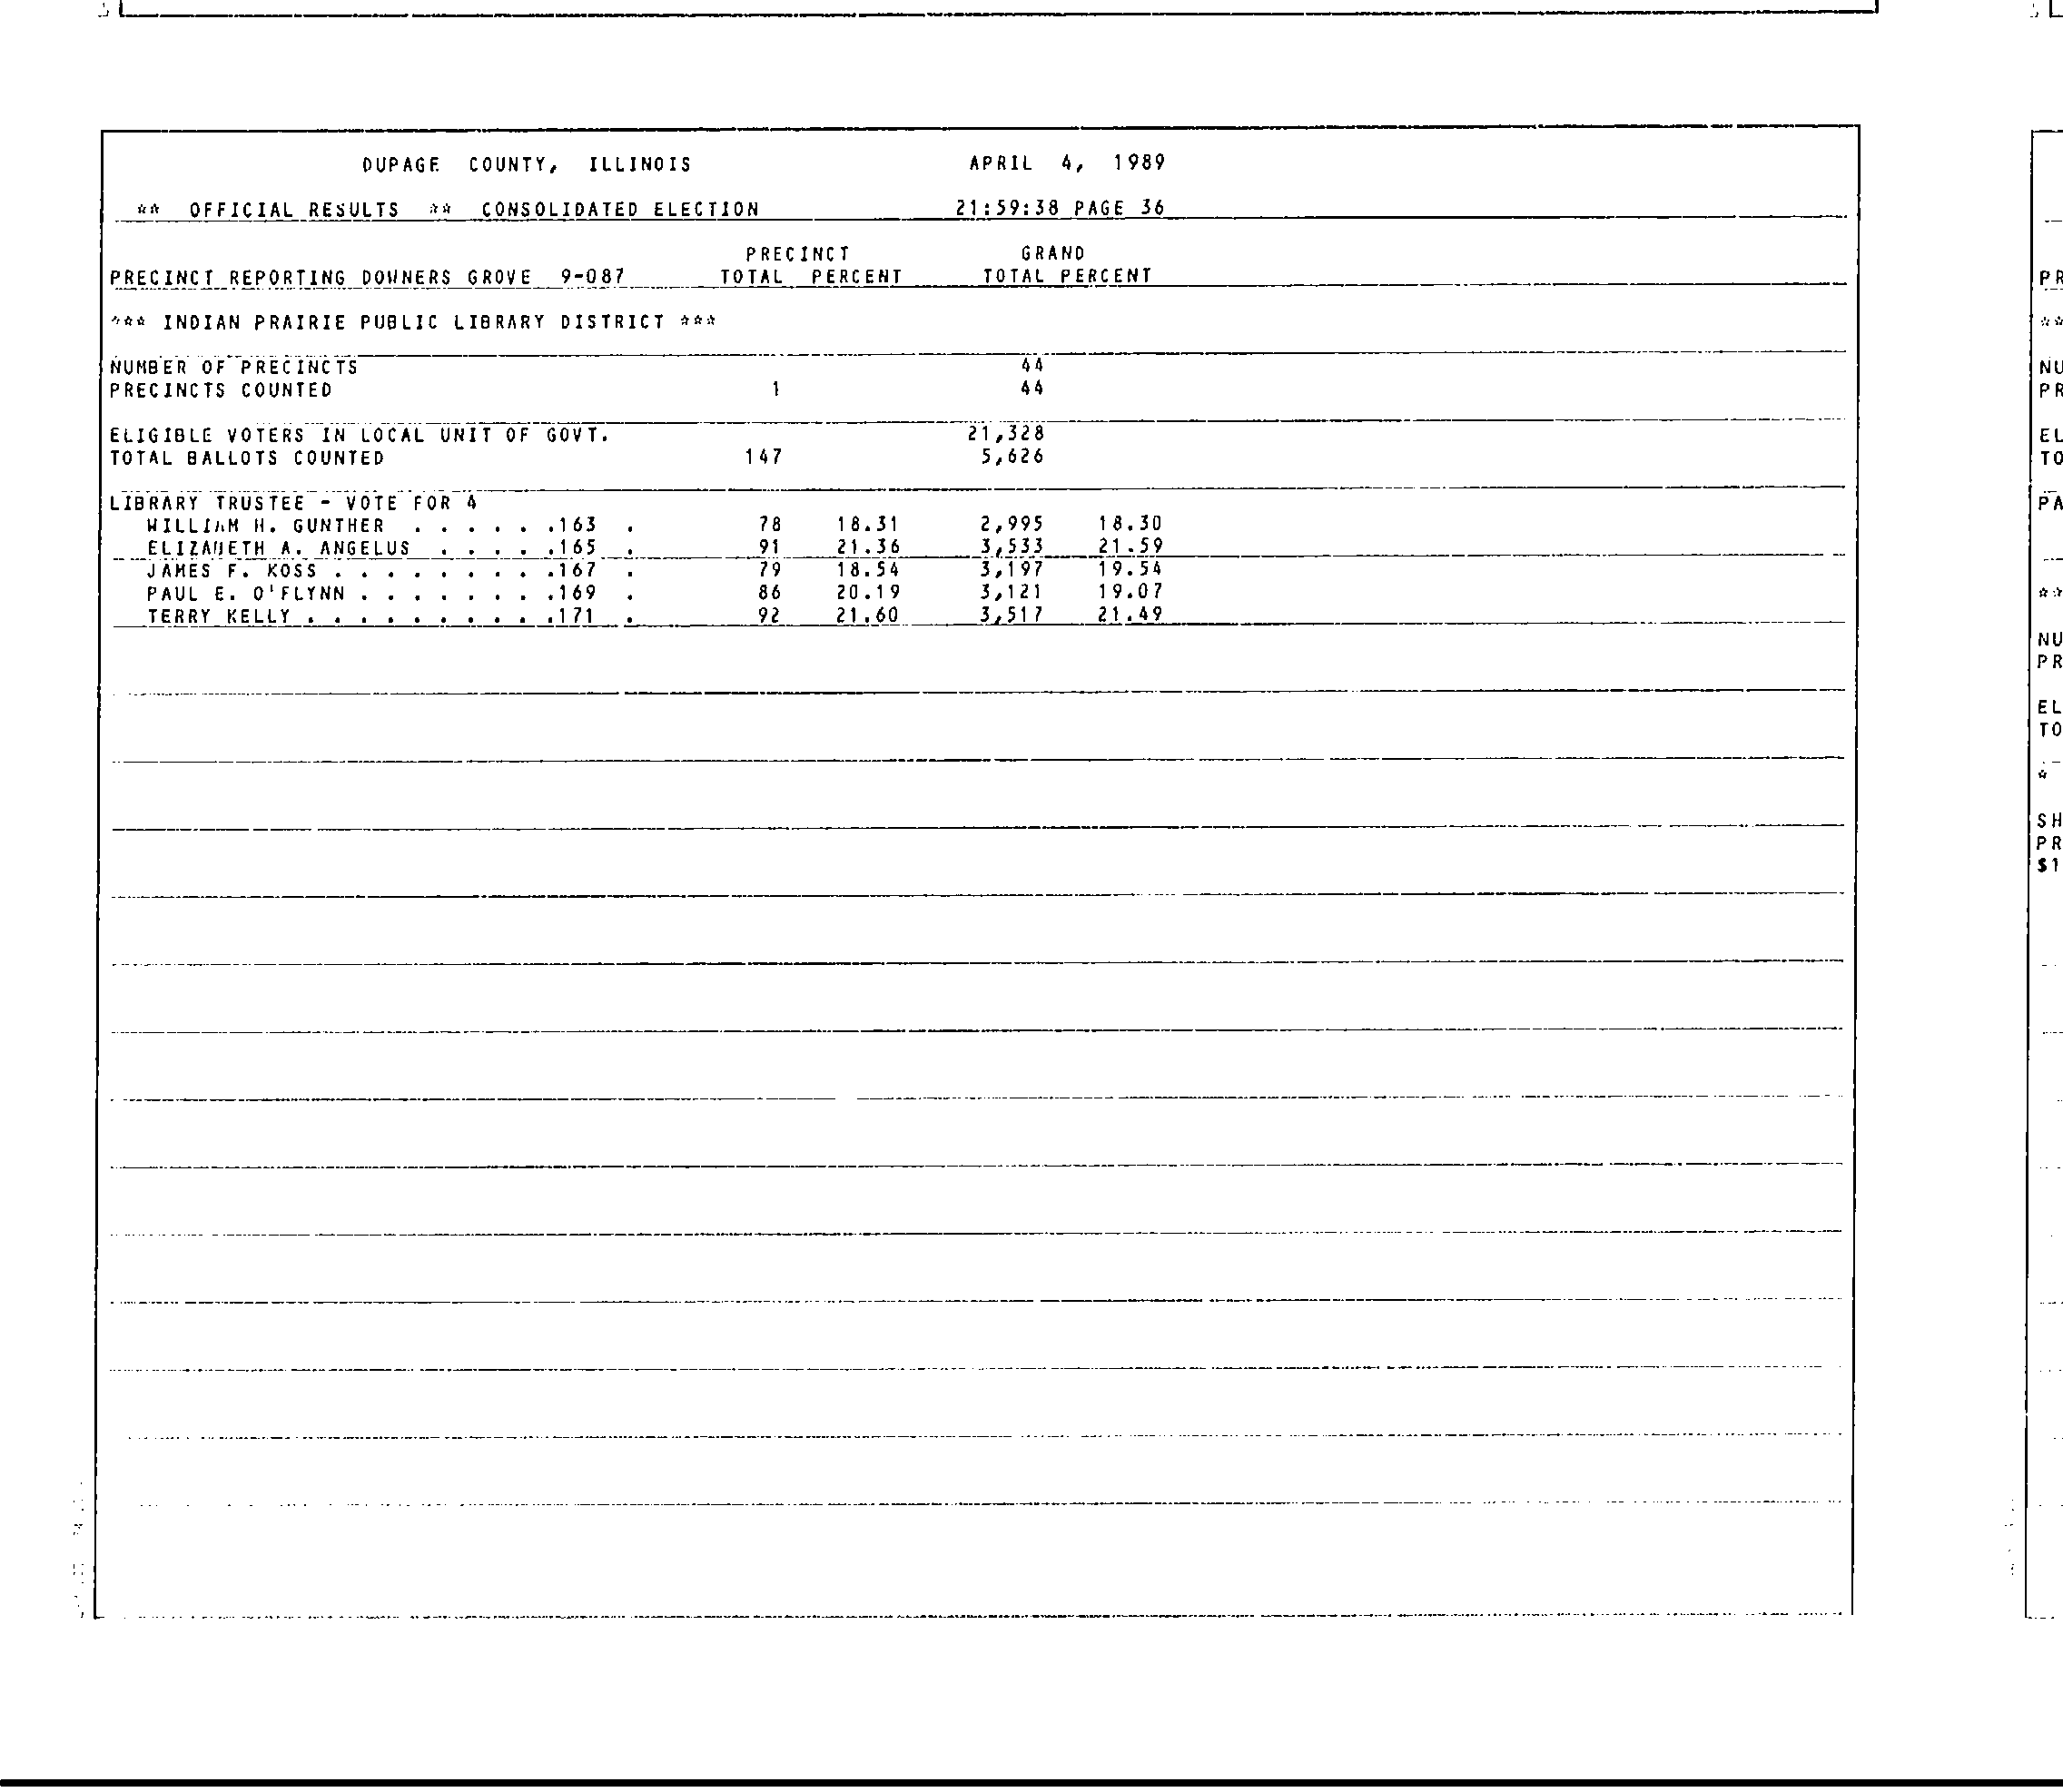 DUPAGE COUNTY, ILLINOIS APRIL 4, 1989
** OFFICIAL RESULTS ** CONSOLIDATED ELECTION 21:59:38 PAGE 36
PRECINCT GRAND
PRECINCT REPORTING DOWNERS GROVE 9-087 TOTAL PERCENT TOTAL PERCENT
*** INDIAN PRAIRIE PUBLIC LIBRARY DISTRICT ***
NUMBER OF PRECINCTS 44
PRECINCTS COUNTED 1 44
ELIGIBLE VOTERS IN LOCAL UNIT OF GOVT. 21,328
TOTAL BALLOTS COUNTED 147 5,626
LIBRARY TRUSTEE - VOTE FOR 4
WILLIAM H. GUNTHER . . . . . .163 . 78 18.31 2,995 18.30
ELIZABETH A. ANGELUS . . . . .165 . 91 21.36 3,533 21.59
JAMES F. KOSS . . . . . . . . .167 . 79 18.54 3,197 19.54
PAUL E. O'FLYNN . . . . . . . .169 . 86 20.19 3,121 19.07
TERRY KELLY . . . . . . . . . .171 . 92 21.60 3,517 21.49
PR
**
NU
PR
EL
TO
PA
**
NU
PR
EL
TO
*
SH
PR
$1